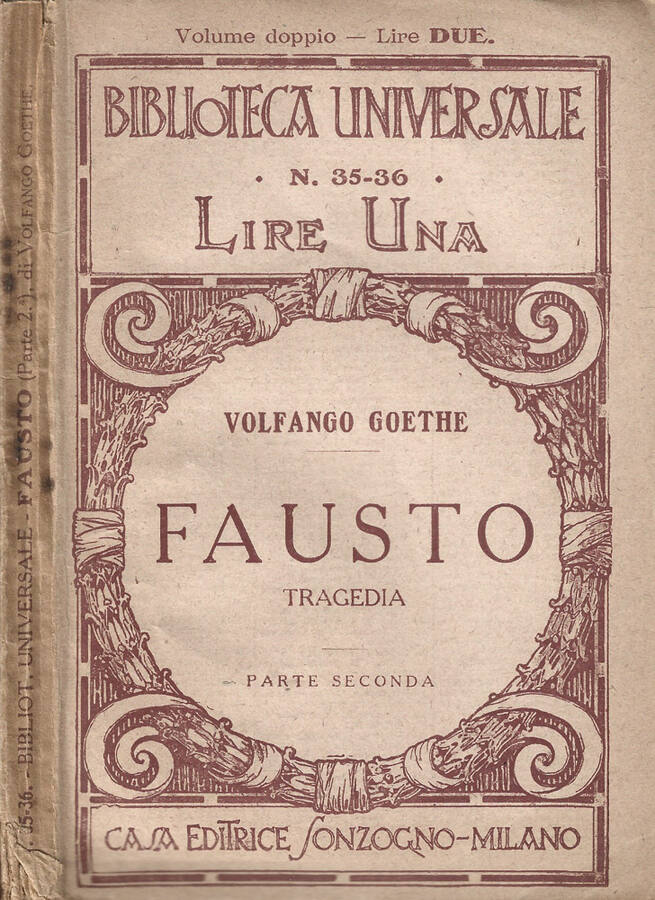 Volume doppio — Lire DUE.
BIBLIOTECA UNIVERSALE
· N. 35-36 ·
LIRE UNA
VOLFANGO GOETHE
FAUSTO
TRAGEDIA
PARTE SECONDA
CASA EDITRICE SONZOGNO-MILANO
35-36. - BIBLIOT. UNIVERSALE - FAUSTO (Parte 2.ª), di VOLFANGO GOETHE.